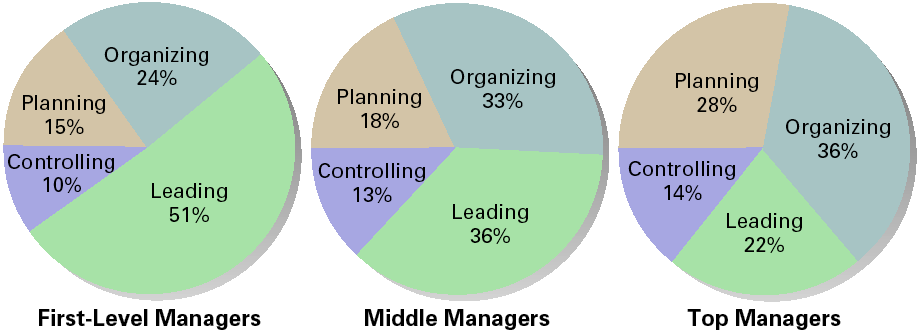 Organizing
24%
Planning
15%
Controlling
10%
Leading
51%
First-Level Managers
Organizing
33%
Planning
18%
Controlling
13%
Leading
36%
Middle Managers
Planning
28%
Organizing
36%
Controlling
14%
Leading
22%
Top Managers